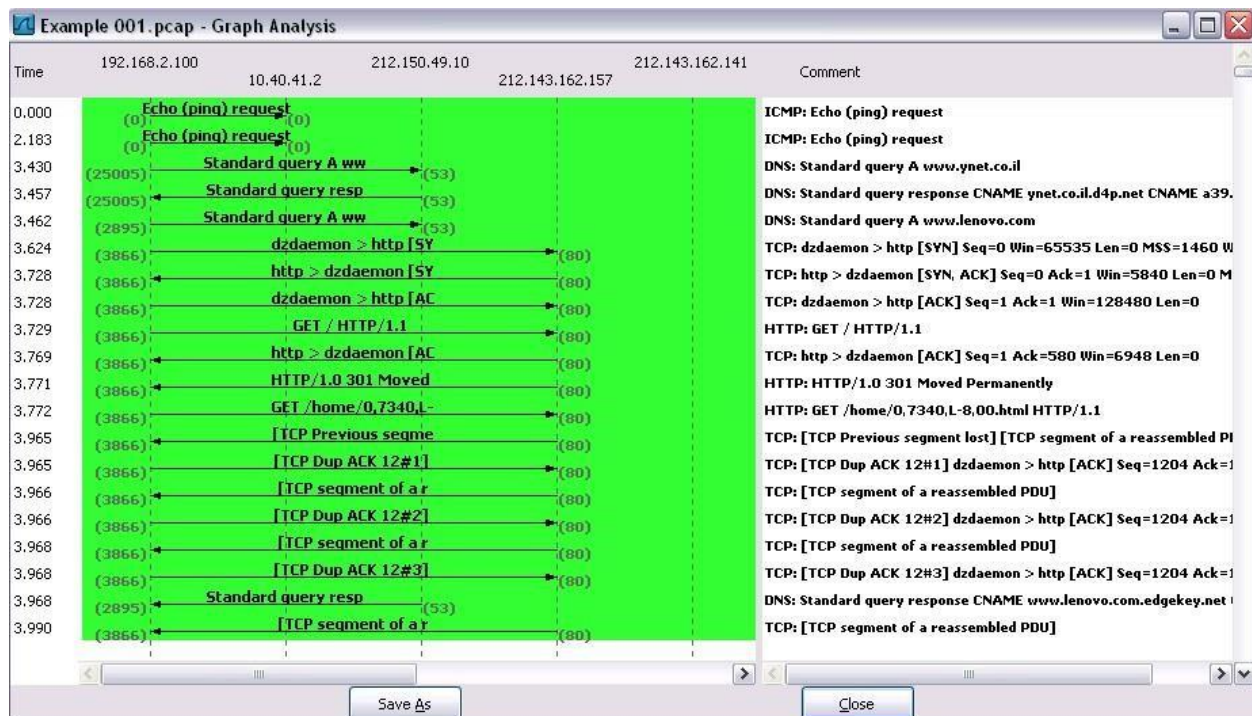 Example 001.pcap - Graph Analysis
Time 192.168.2.100 10.40.41.2 212.150.49.10 212.143.162.157 212.143.162.141 Comment
0.000 Echo (ping) request (0) (0) ICMP: Echo (ping) request
2.183 Echo (ping) request (0) (0) ICMP: Echo (ping) request
3.430 Standard query A ww (25005) (53) DNS: Standard query A www.ynet.co.il
3.457 Standard query resp (25005) (53) DNS: Standard query response CNAME ynet.co.il.d4p.net CNAME a39.
3.462 Standard query A ww (2895) (53) DNS: Standard query A www.lenovo.com
3.624 dzdaemon > http [SY (3866) (80) TCP: dzdaemon > http [SYN] Seq=0 Win=65535 Len=0 MSS=1460 W
3.728 http > dzdaemon [SY (3866) (80) TCP: http > dzdaemon [SYN, ACK] Seq=0 Ack=1 Win=5840 Len=0 M
3.728 dzdaemon > http [AC (3866) (80) TCP: dzdaemon > http [ACK] Seq=1 Ack=1 Win=128480 Len=0
3.729 GET / HTTP/1.1 (3866) (80) HTTP: GET / HTTP/1.1
3.769 http > dzdaemon [AC (3866) (80) TCP: http > dzdaemon [ACK] Seq=1 Ack=580 Win=6948 Len=0
3.771 HTTP/1.0 301 Moved (3866) (80) HTTP: HTTP/1.0 301 Moved Permanently
3.772 GET /home/0,7340,L- (3866) (80) HTTP: GET /home/0,7340,L-8,00.html HTTP/1.1
3.965 [TCP Previous segme (3866) (80) TCP: [TCP Previous segment lost] [TCP segment of a reassembled PD
3.965 [TCP Dup ACK 12#1] (3866) (80) TCP: [TCP Dup ACK 12#1] dzdaemon > http [ACK] Seq=1204 Ack=1
3.966 [TCP segment of a r (3866) (80) TCP: [TCP segment of a reassembled PDU]
3.966 [TCP Dup ACK 12#2] (3866) (80) TCP: [TCP Dup ACK 12#2] dzdaemon > http [ACK] Seq=1204 Ack=1
3.968 [TCP segment of a r (3866) (80) TCP: [TCP segment of a reassembled PDU]
3.968 [TCP Dup ACK 12#3] (3866) (80) TCP: [TCP Dup ACK 12#3] dzdaemon > http [ACK] Seq=1204 Ack=1
3.968 Standard query resp (2895) (53) DNS: Standard query response CNAME www.lenovo.com.edgekey.net
3.990 [TCP segment of a r (3866) (80) TCP: [TCP segment of a reassembled PDU]
Save As Close